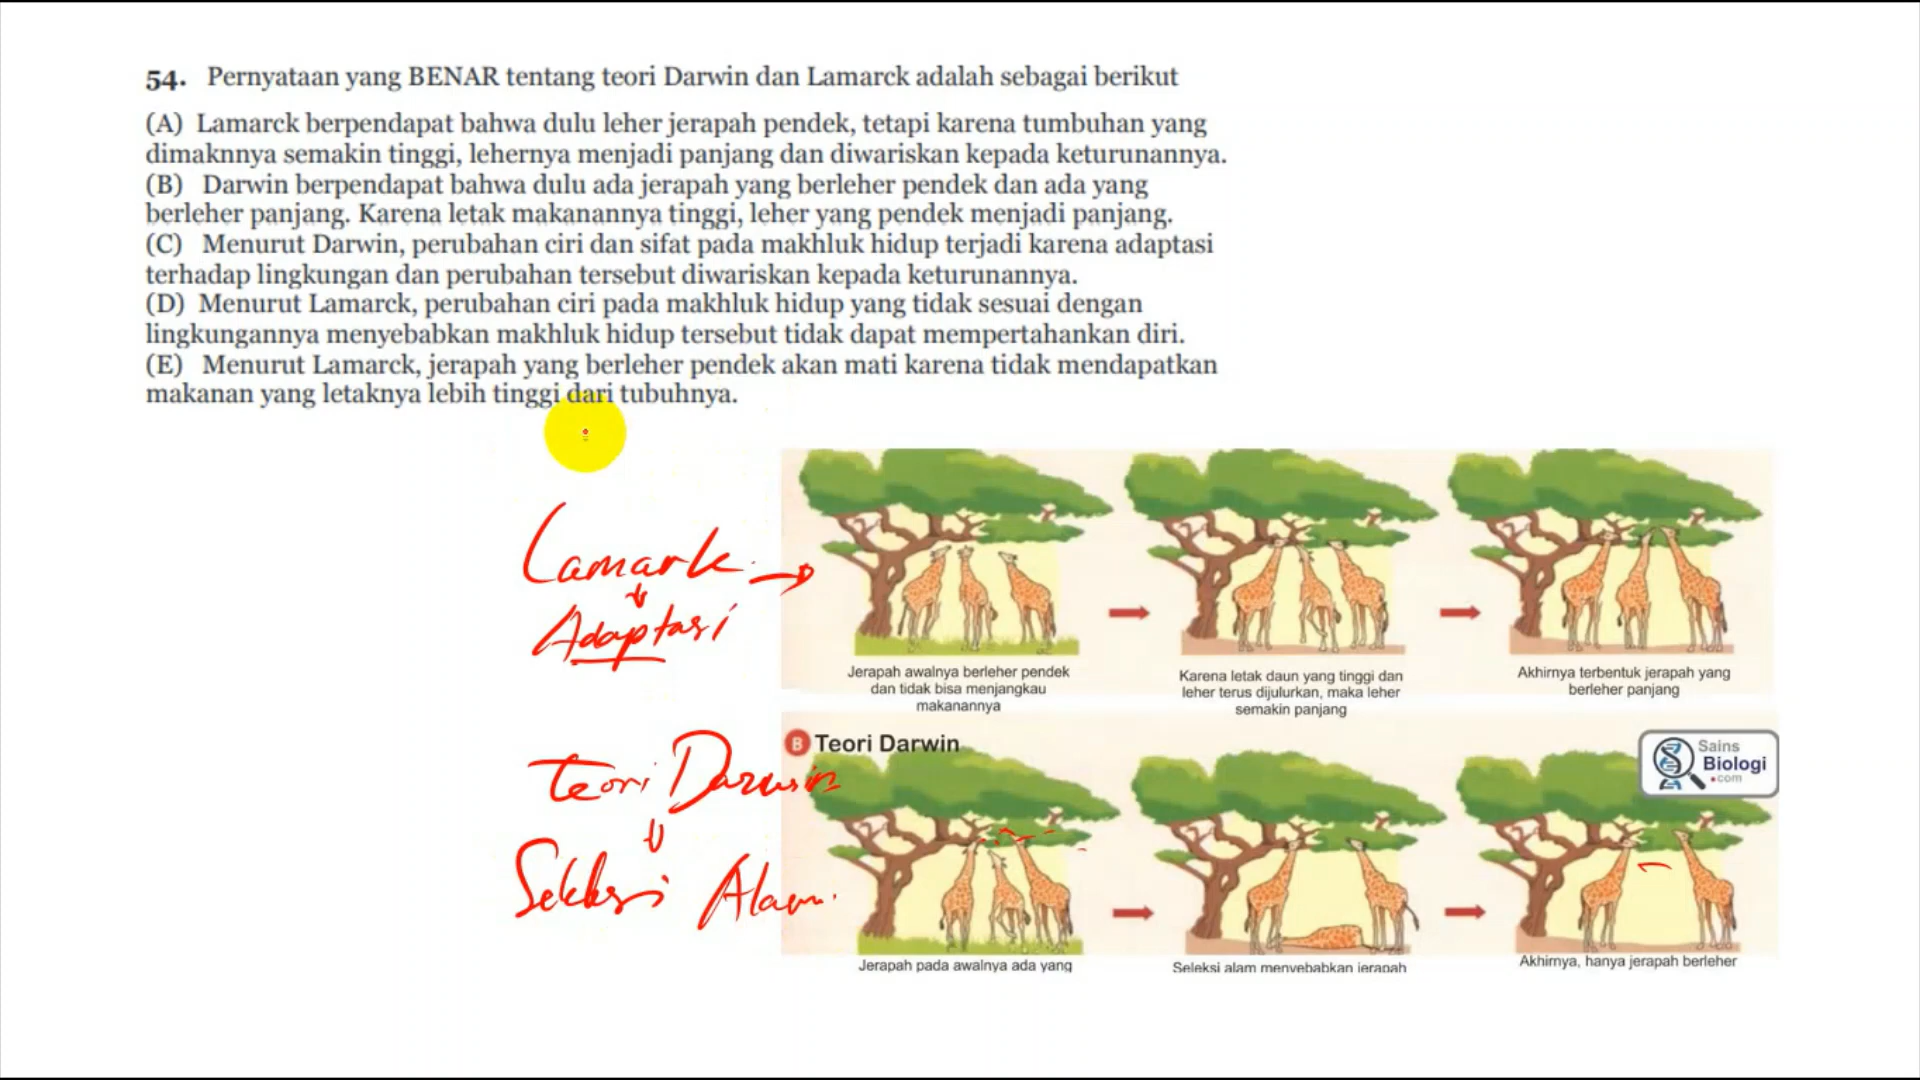 54. Pernyataan yang BENAR tentang teori Darwin dan Lamarck adalah sebagai berikut
(A) Lamarck berpendapat bahwa dulu leher jerapah pendek, tetapi karena tumbuhan yang
dimaknnya semakin tinggi, lehernya menjadi panjang dan diwariskan kepada keturunannya.
(B) Darwin berpendapat bahwa dulu ada jerapah yang berleher pendek dan ada yang
berleher panjang. Karena letak makanannya tinggi, leher yang pendek menjadi panjang.
(C) Menurut Darwin, perubahan ciri dan sifat pada makhluk hidup terjadi karena adaptasi
terhadap lingkungan dan perubahan tersebut diwariskan kepada keturunannya.
(D) Menurut Lamarck, perubahan ciri pada makhluk hidup yang tidak sesuai dengan
lingkungannya menyebabkan makhluk hidup tersebut tidak dapat mempertahankan diri.
(E) Menurut Lamarck, jerapah yang berleher pendek akan mati karena tidak mendapatkan
makanan yang letaknya lebih tinggi dari tubuhnya.
Lamark
Adaptasi
Jerapah awalnya berleher pendek
dan tidak bisa menjangkau
makanannya
Karena letak daun yang tinggi dan
leher terus dijulurkan, maka leher
semakin panjang
Akhirnya terbentuk jerapah yang
berleher panjang
B Teori Darwin
Sains
Biologi
.com
Teori Darwin
Seleksi Alam.
Jerapah pada awalnya ada yang
Seleksi alam menyebabkan jerapah
Akhirnya, hanya jerapah berleher